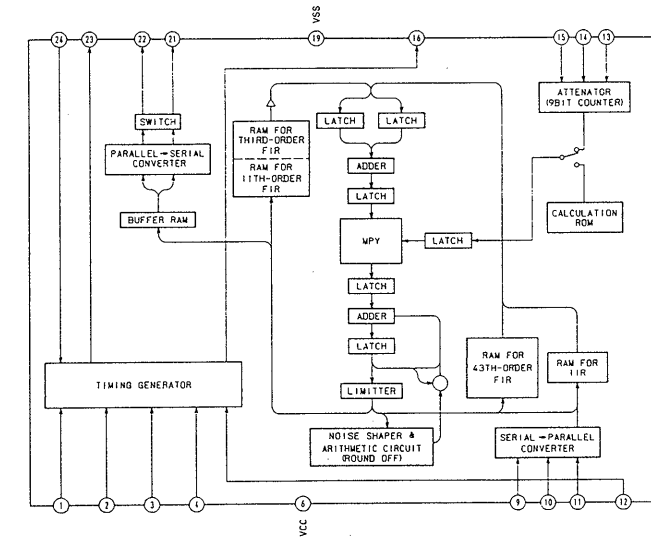 VSS
24 23 22 21 19 16 15 14 13
ATTENATOR
(9BIT COUNTER)
SWITCH
LATCH LATCH
RAM FOR
THIRD-ORDER
FIR
RAM FOR
11TH-ORDER
FIR
PARALLEL→SERIAL
CONVERTER
ADDER
LATCH
BUFFER RAM
CALCULATION
ROM
MPY
LATCH
LATCH
ADDER
LATCH
RAM FOR
43TH-ORDER
FIR
RAM FOR
IIR
TIMING GENERATOR
LIMITTER
NOISE SHAPER &
ARITHMETIC CIRCUIT
(ROUND OFF)
SERIAL→PARALLEL
CONVERTER
1 2 3 4 6 9 10 11 12
VCC